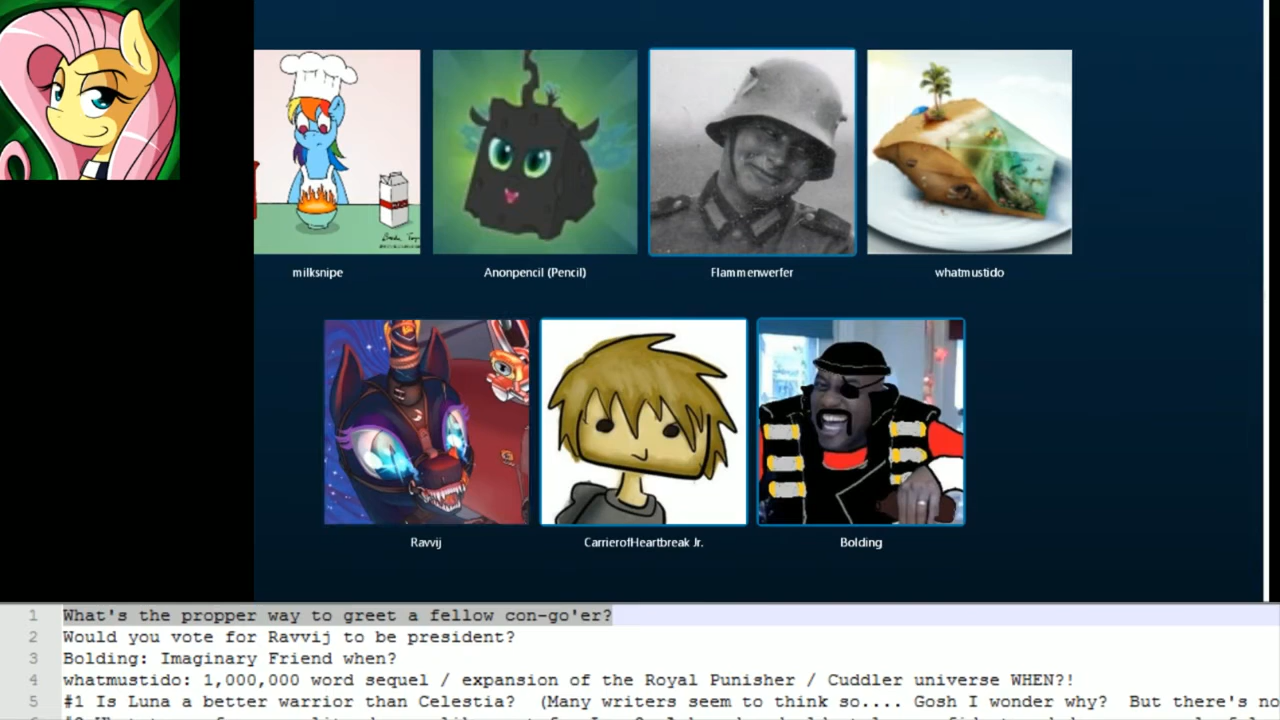 milksnipe
Anonpencil (Pencil)
Flammenwerfer
whatmustido
Ravvij
CarrierofHeartbreak Jr.
Bolding
1 What's the propper way to greet a fellow con-go'er?
2 Would you vote for Ravvij to be president?
3 Bolding: Imaginary Friend when?
4 whatmustido: 1,000,000 word sequel / expansion of the Royal Punisher / Cuddler universe WHEN?!
5 #1 Is Luna a better warrior than Celestia? (Many writers seem to think so.... Gosh I wonder why? But there's no